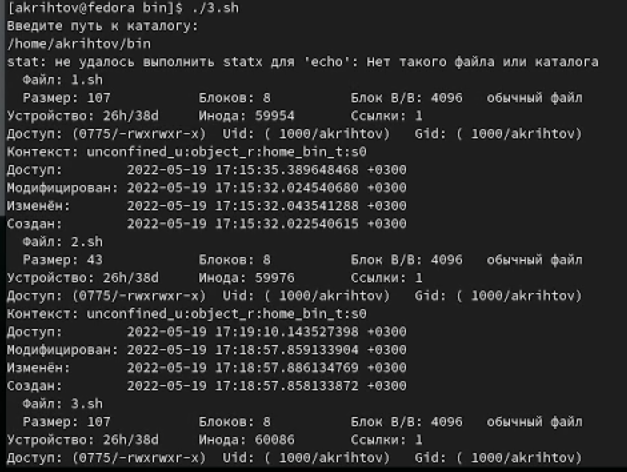 [akrihtov@fedora bin]$ ./3.sh
Введите путь к каталогу:
/home/akrihtov/bin
stat: не удалось выполнить statx для 'echo': Нет такого файла или каталога
  Файл: 1.sh
  Размер: 107       	Блоков: 8          Блок В/В: 4096   обычный файл
Устройство: 26h/38d	Инода: 59954       Ссылки: 1
Доступ: (0775/-rwxrwxr-x)  Uid: ( 1000/akrihtov)   Gid: ( 1000/akrihtov)
Контекст: unconfined_u:object_r:home_bin_t:s0
Доступ:        2022-05-19 17:15:35.389648468 +0300
Модифицирован: 2022-05-19 17:15:32.024540680 +0300
Изменён:       2022-05-19 17:15:32.043541288 +0300
Создан:        2022-05-19 17:15:32.022540615 +0300
  Файл: 2.sh
  Размер: 43        	Блоков: 8          Блок В/В: 4096   обычный файл
Устройство: 26h/38d	Инода: 59976       Ссылки: 1
Доступ: (0775/-rwxrwxr-x)  Uid: ( 1000/akrihtov)   Gid: ( 1000/akrihtov)
Контекст: unconfined_u:object_r:home_bin_t:s0
Доступ:        2022-05-19 17:19:10.143527398 +0300
Модифицирован: 2022-05-19 17:18:57.859133904 +0300
Изменён:       2022-05-19 17:18:57.886134769 +0300
Создан:        2022-05-19 17:18:57.858133872 +0300
  Файл: 3.sh
  Размер: 107       	Блоков: 8          Блок В/В: 4096   обычный файл
Устройство: 26h/38d	Инода: 60086       Ссылки: 1
Доступ: (0775/-rwxrwxr-x)  Uid: ( 1000/akrihtov)   Gid: ( 1000/akrihtov)